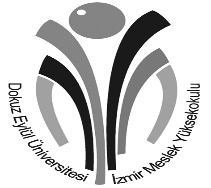 Dokuz Eylül Üniversitesi
İzmir Meslek Yüksekokulu